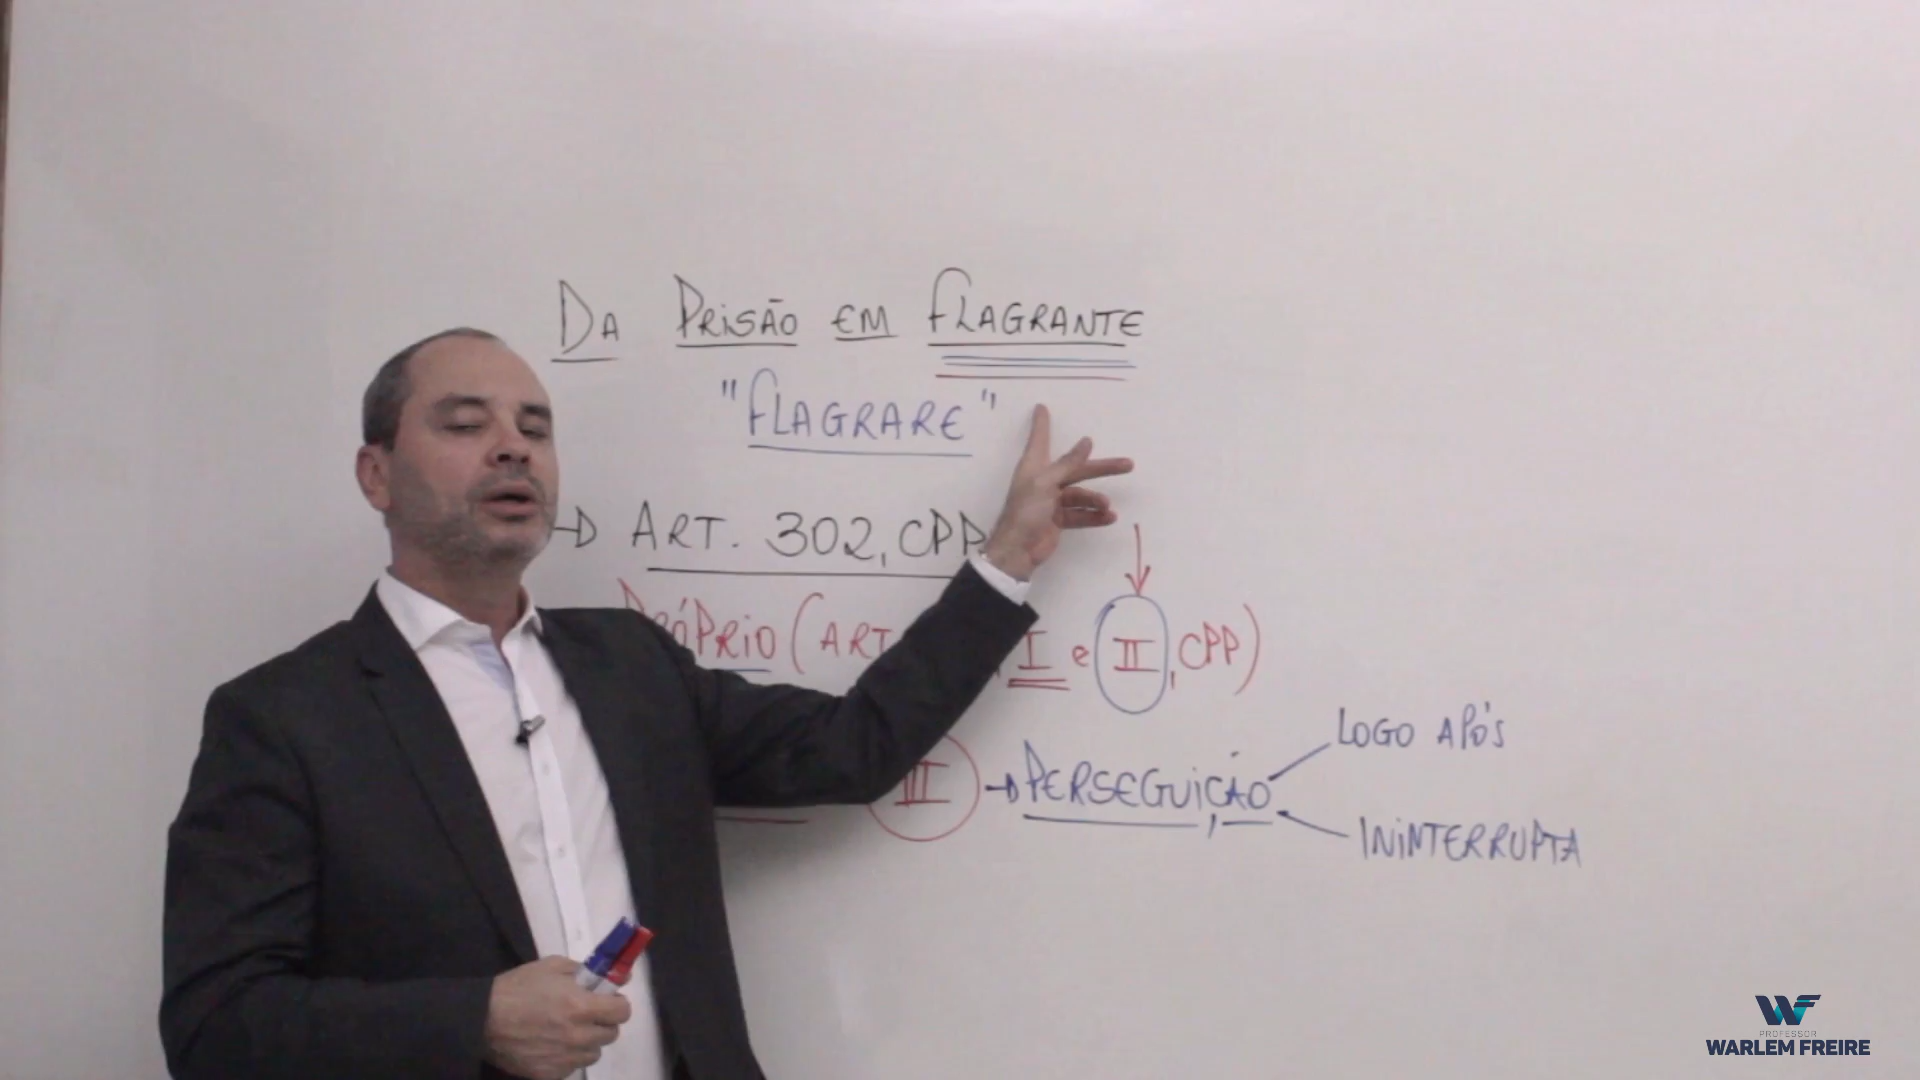 DA PRISÃO EM FLAGRANTE
"FLAGRARE"
ART. 302, CPP
PRÓPRIO (ART I e II, CPP)
III PERSEGUIÇÃO
LOGO APÓS
ININTERRUPTA
WF
PROFESSOR
WARLEM FREIRE